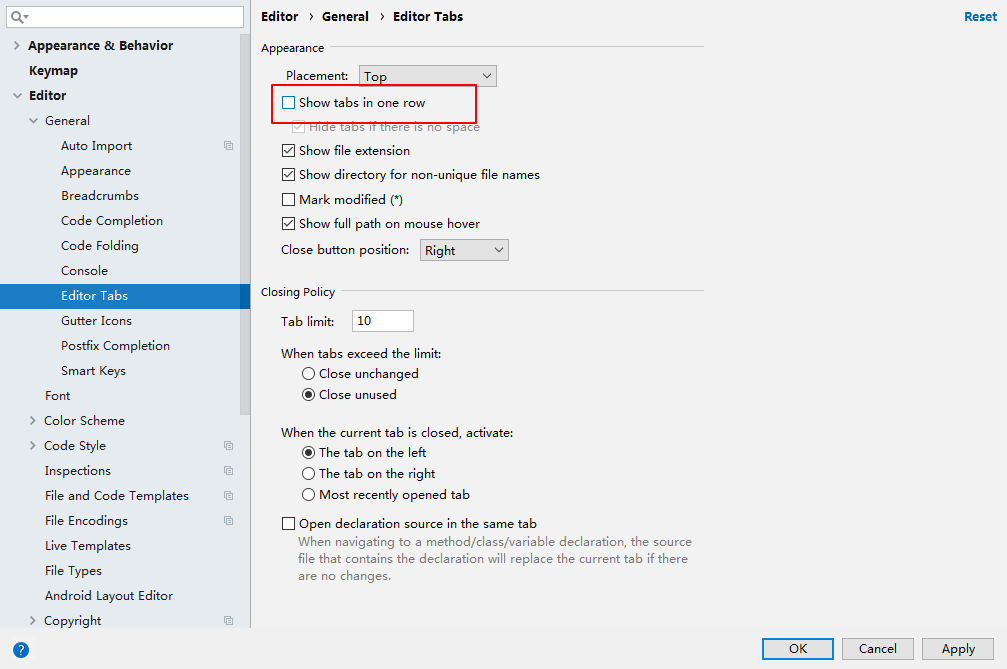 Appearance & Behavior
Keymap
Editor
General
Auto Import
Appearance
Breadcrumbs
Code Completion
Code Folding
Console
Editor Tabs
Gutter Icons
Postfix Completion
Smart Keys
Font
Color Scheme
Code Style
Inspections
File and Code Templates
File Encodings
Live Templates
File Types
Android Layout Editor
Copyright
Editor › General › Editor Tabs
Reset
Appearance
Placement: Top
Show tabs in one row
Hide tabs if there is no space
Show file extension
Show directory for non-unique file names
Mark modified (*)
Show full path on mouse hover
Close button position: Right
Closing Policy
Tab limit: 10
When tabs exceed the limit:
Close unchanged
Close unused
When the current tab is closed, activate:
The tab on the left
The tab on the right
Most recently opened tab
Open declaration source in the same tab
When navigating to a method/class/variable declaration, the source
file that contains the declaration will replace the current tab if there
are no changes.
?
OK
Cancel
Apply